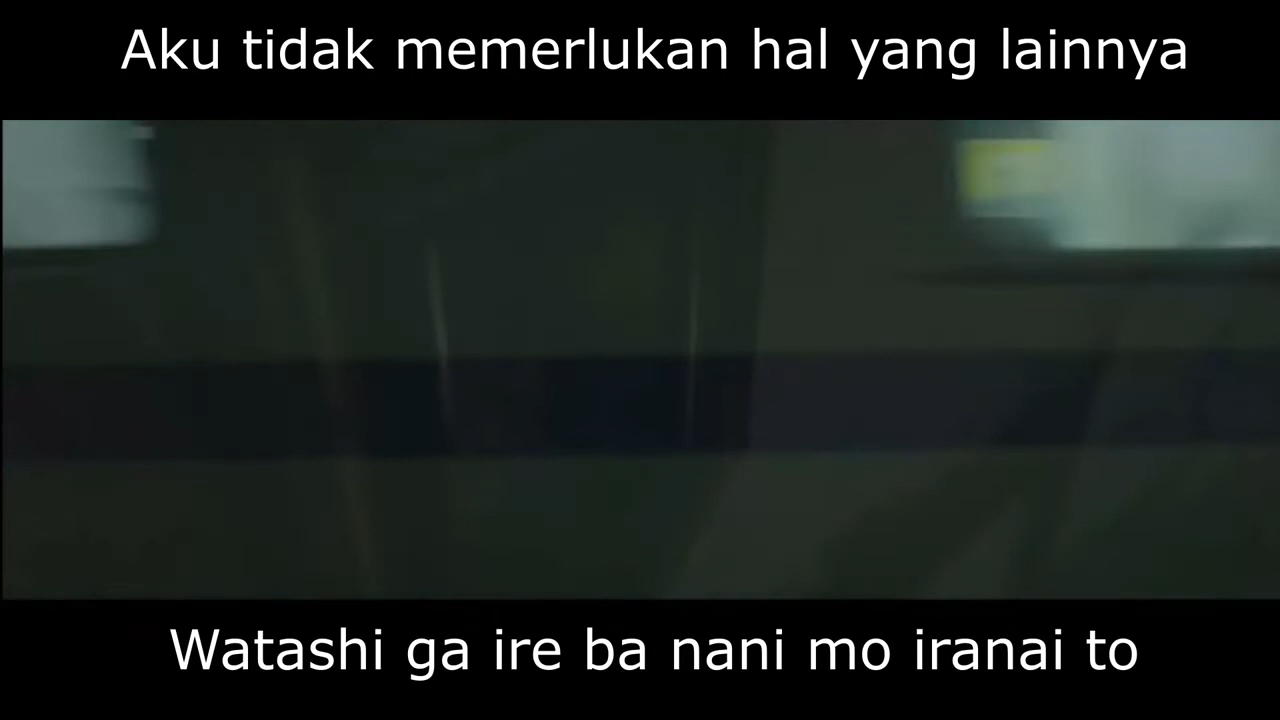 Aku tidak memerlukan hal yang lainnya
Watashi ga ire ba nani mo iranai to